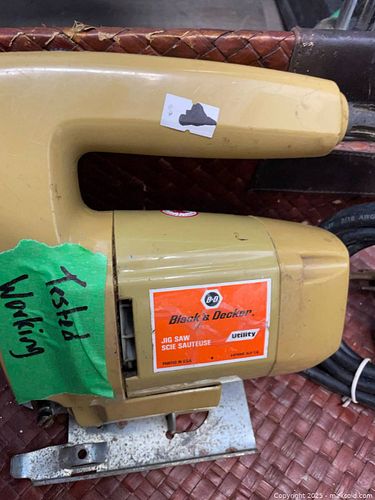 Tested
Working
B&D
Black & Decker.
JIG SAW
SCIE SAUTEUSE
Utility
Copyright 2025 - maxsold.com